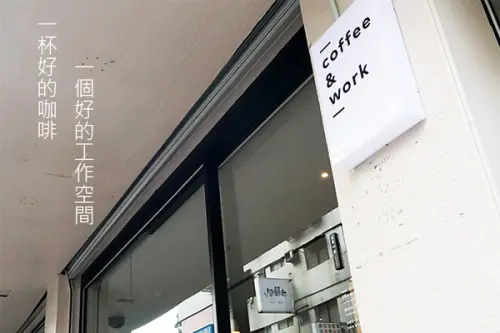 一杯好的咖啡
一個好的工作空間
coffee
&
work